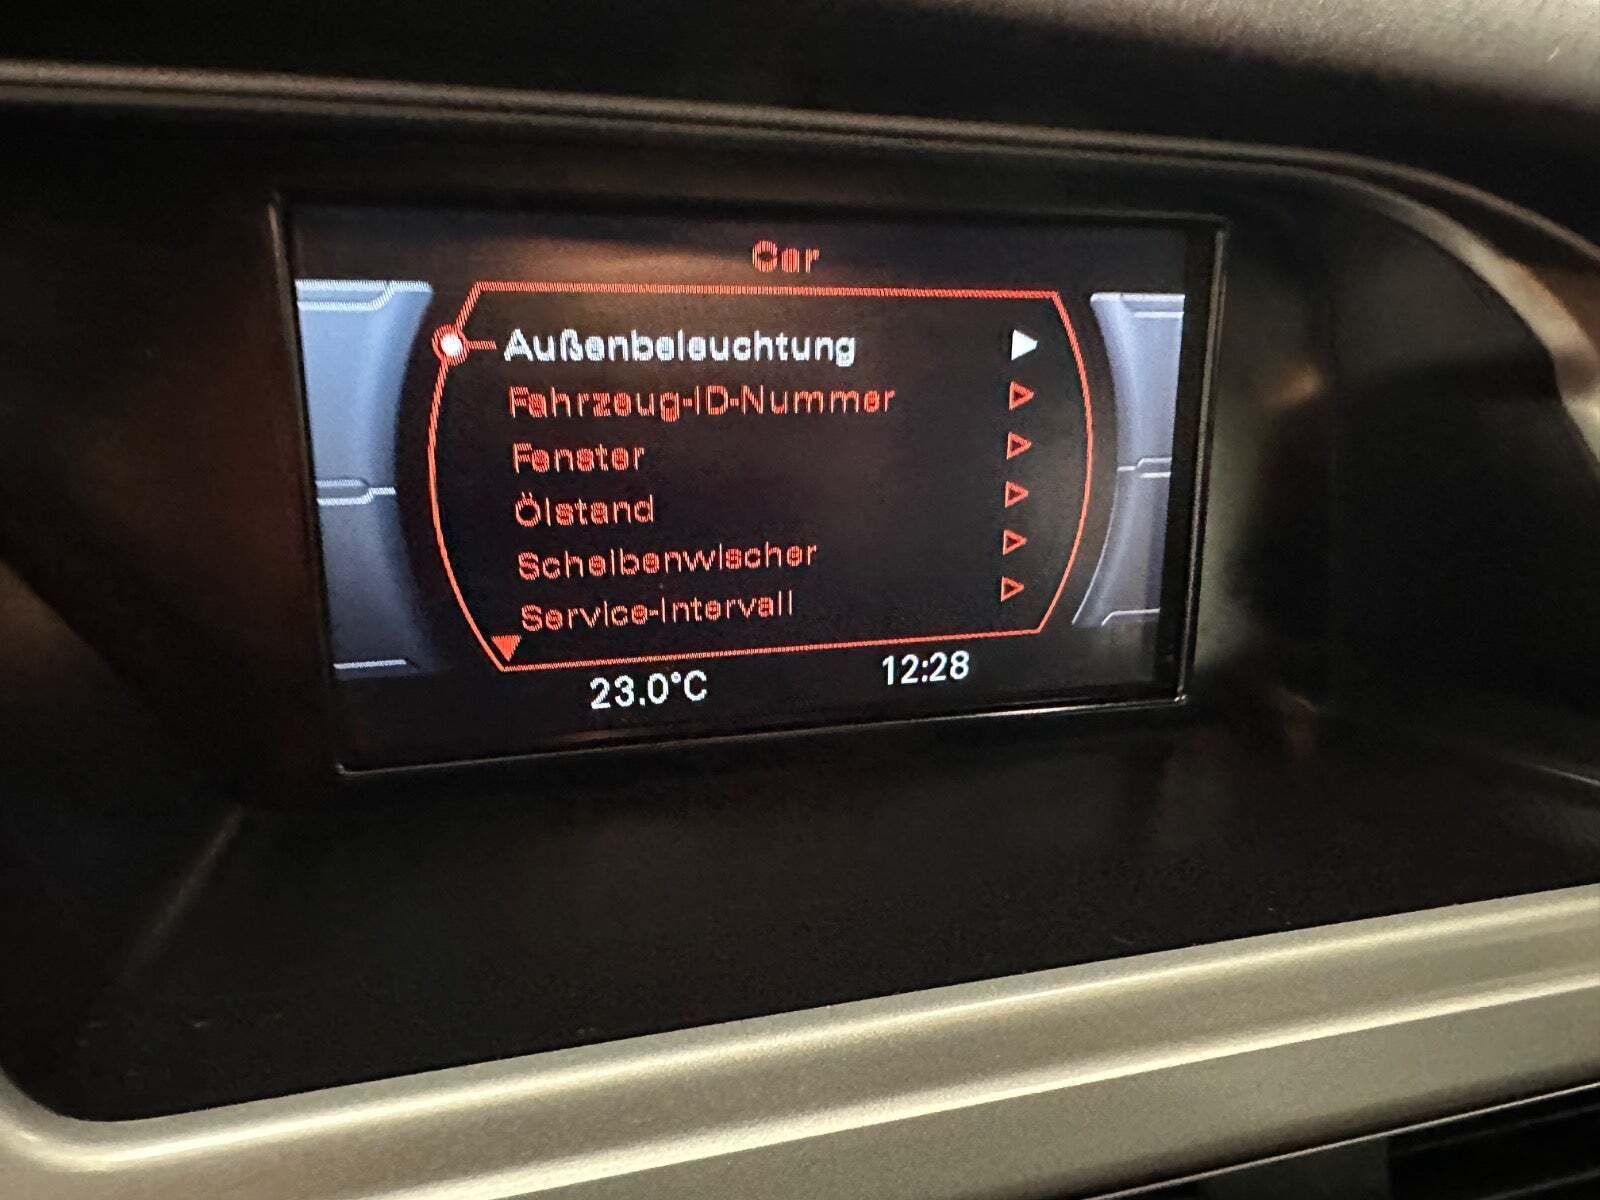 Car
Außenbeleuchtung
Fahrzeug-ID-Nummer
Fenster
Ölstand
Scheibenwischer
Service-Intervall
23.0°C
12:28